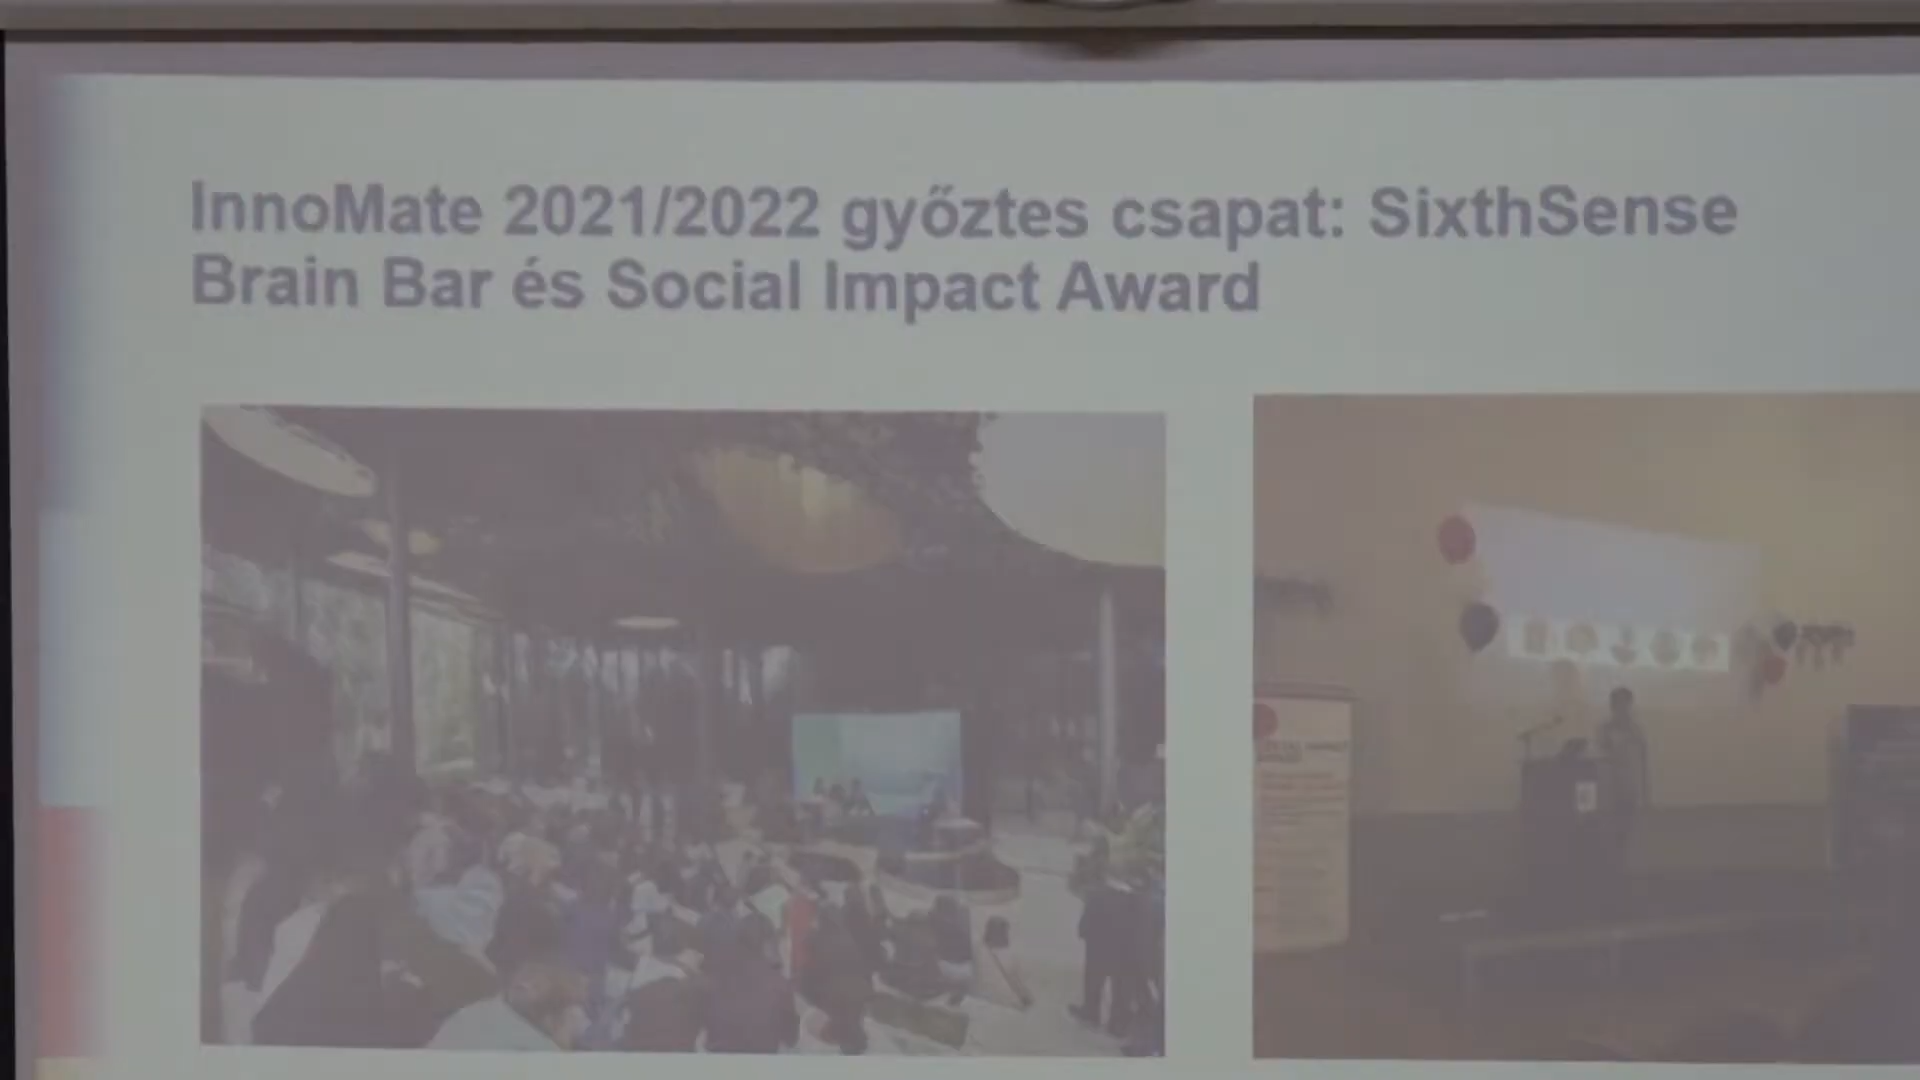 InnoMate 2021/2022 győztes csapat: SixthSense
Brain Bar és Social Impact Award